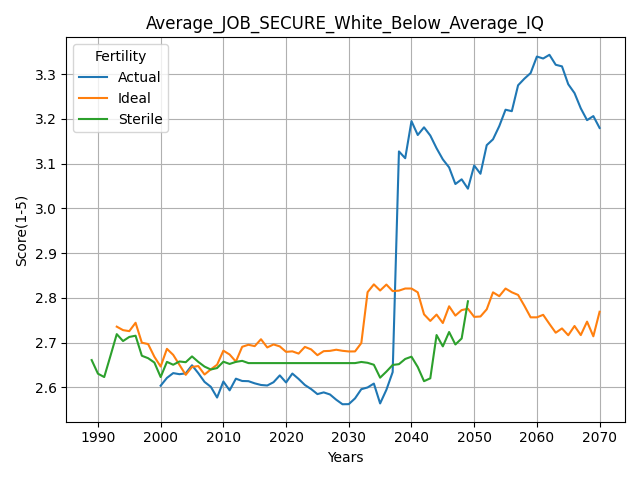 Average_JOB_SECURE_White_Below_Average_IQ
Fertility
Actual
Ideal
Sterile
Score(1-5)
3.3
3.2
3.1
3.0
2.9
2.8
2.7
2.6
1990 2000 2010 2020 2030 2040 2050 2060 2070
Years